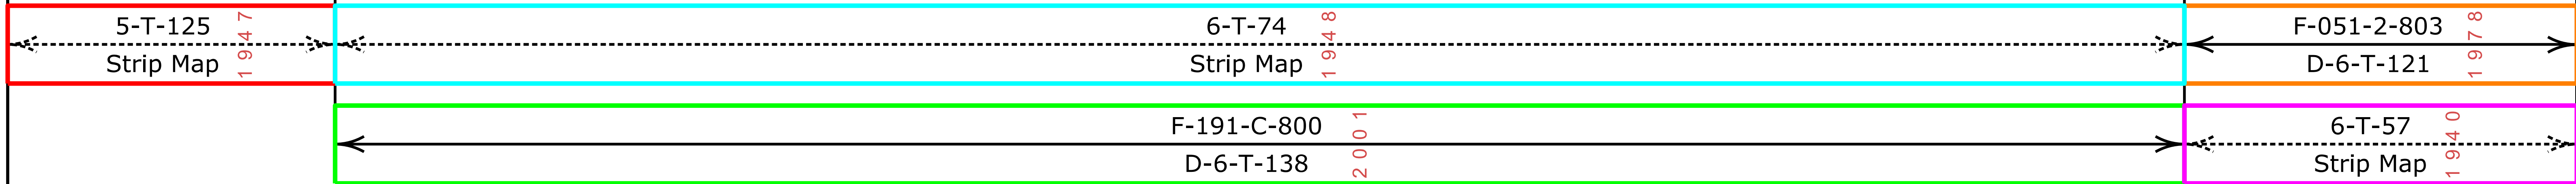 5-T-125
Strip Map
1947
6-T-74
Strip Map
1948
F-051-2-803
D-6-T-121
1978
F-191-C-800
D-6-T-138
2001
6-T-57
Strip Map
1940